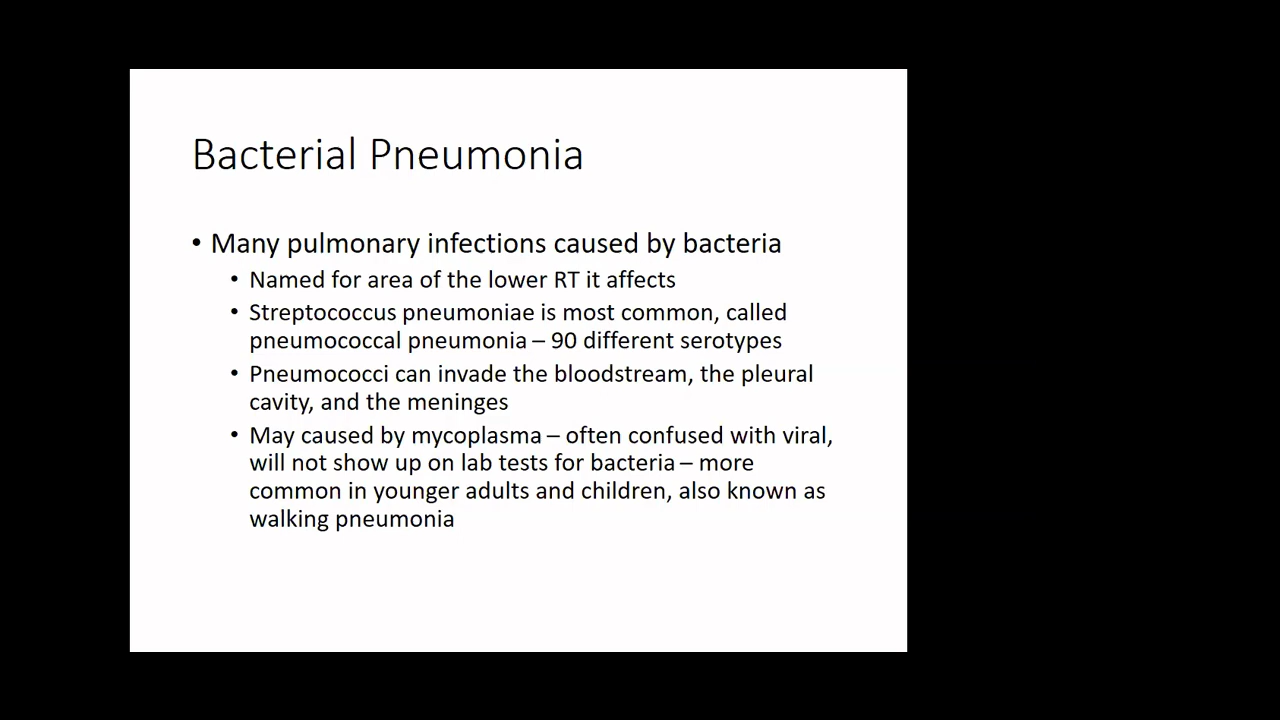 Bacterial Pneumonia
• Many pulmonary infections caused by bacteria
• Named for area of the lower RT it affects
• Streptococcus pneumoniae is most common, called
pneumococcal pneumonia – 90 different serotypes
• Pneumococci can invade the bloodstream, the pleural
cavity, and the meninges
• May caused by mycoplasma – often confused with viral,
will not show up on lab tests for bacteria – more
common in younger adults and children, also known as
walking pneumonia